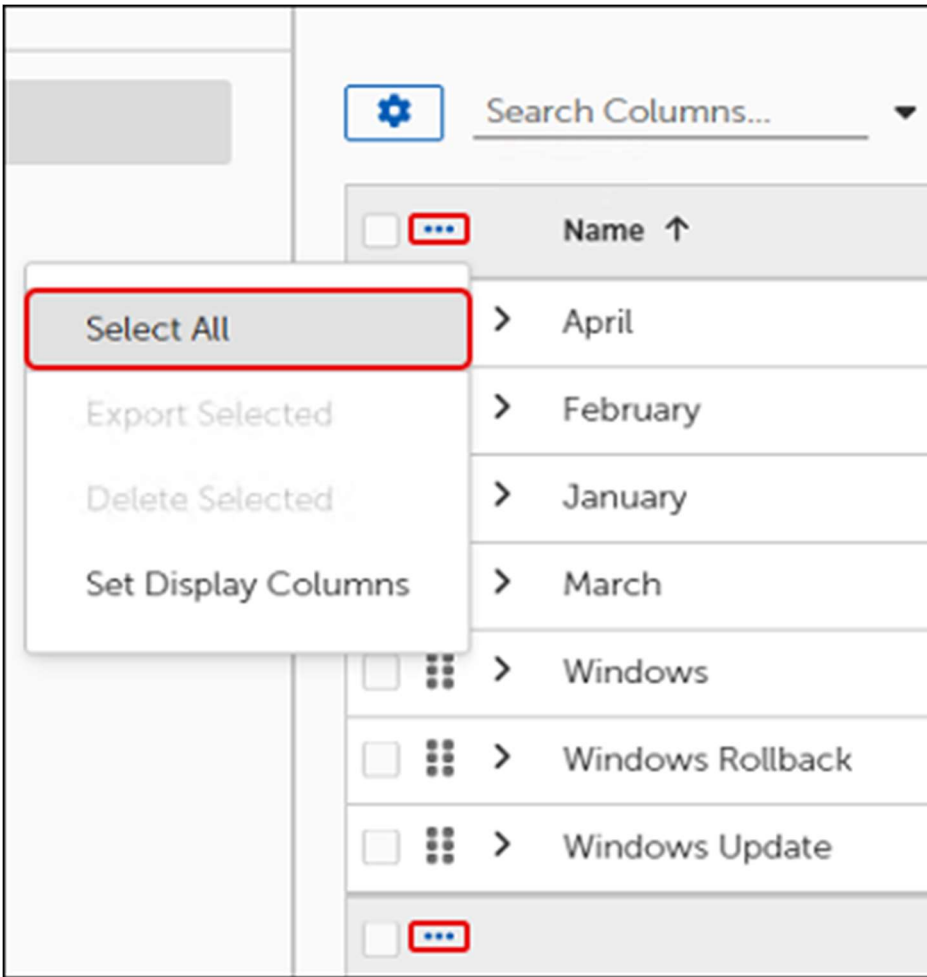 Search Columns...
Name
Select All
April
Export Selected
February
Delete Selected
January
Set Display Columns
March
Windows
Windows Rollback
Windows Update